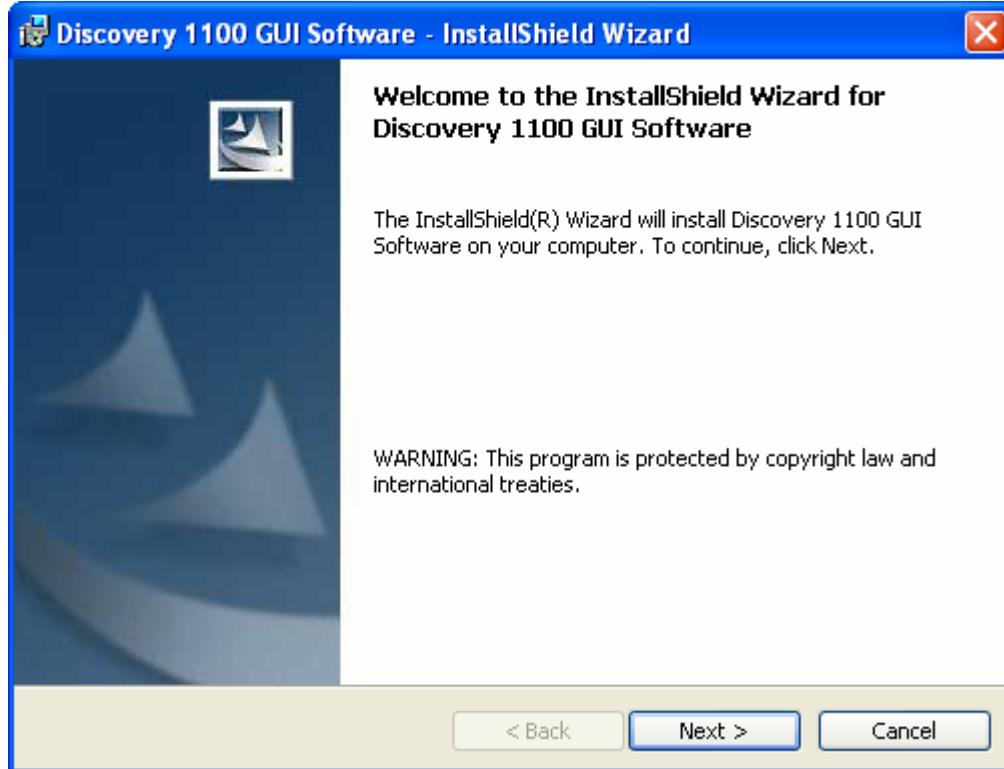 Discovery 1100 GUI Software - InstallShield Wizard
Welcome to the InstallShield Wizard for
Discovery 1100 GUI Software
The InstallShield(R) Wizard will install Discovery 1100 GUI
Software on your computer. To continue, click Next.
WARNING: This program is protected by copyright law and
international treaties.
< Back
Next >
Cancel